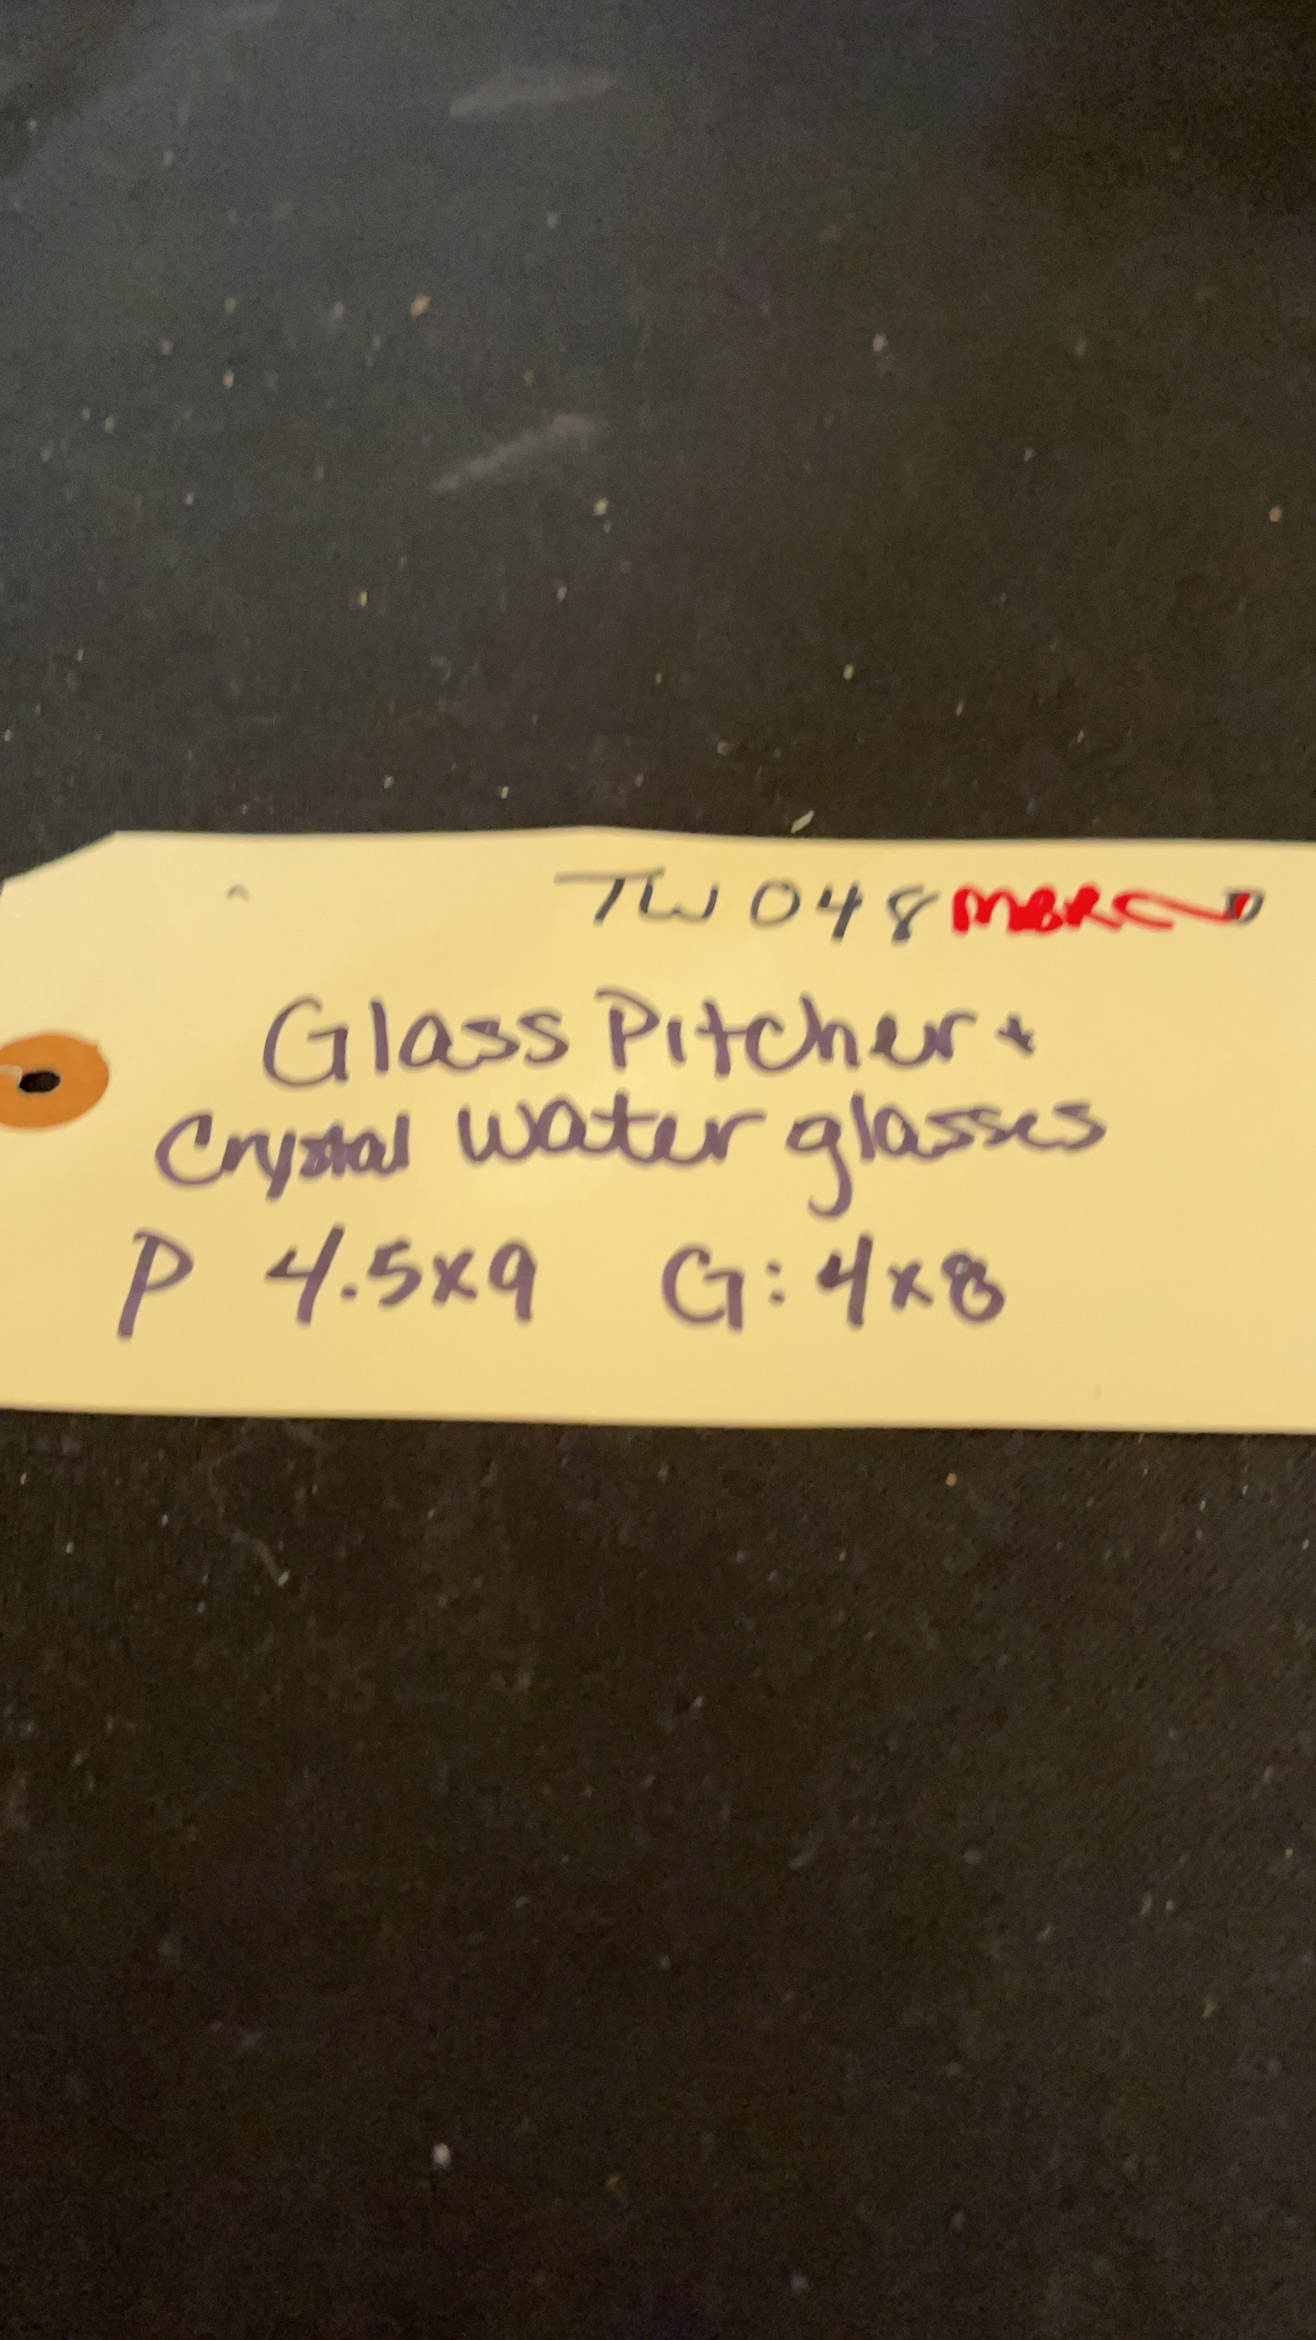 TW048
Glass Pitcher +
Crystal water glasses
P 4.5x9 G: 4x8